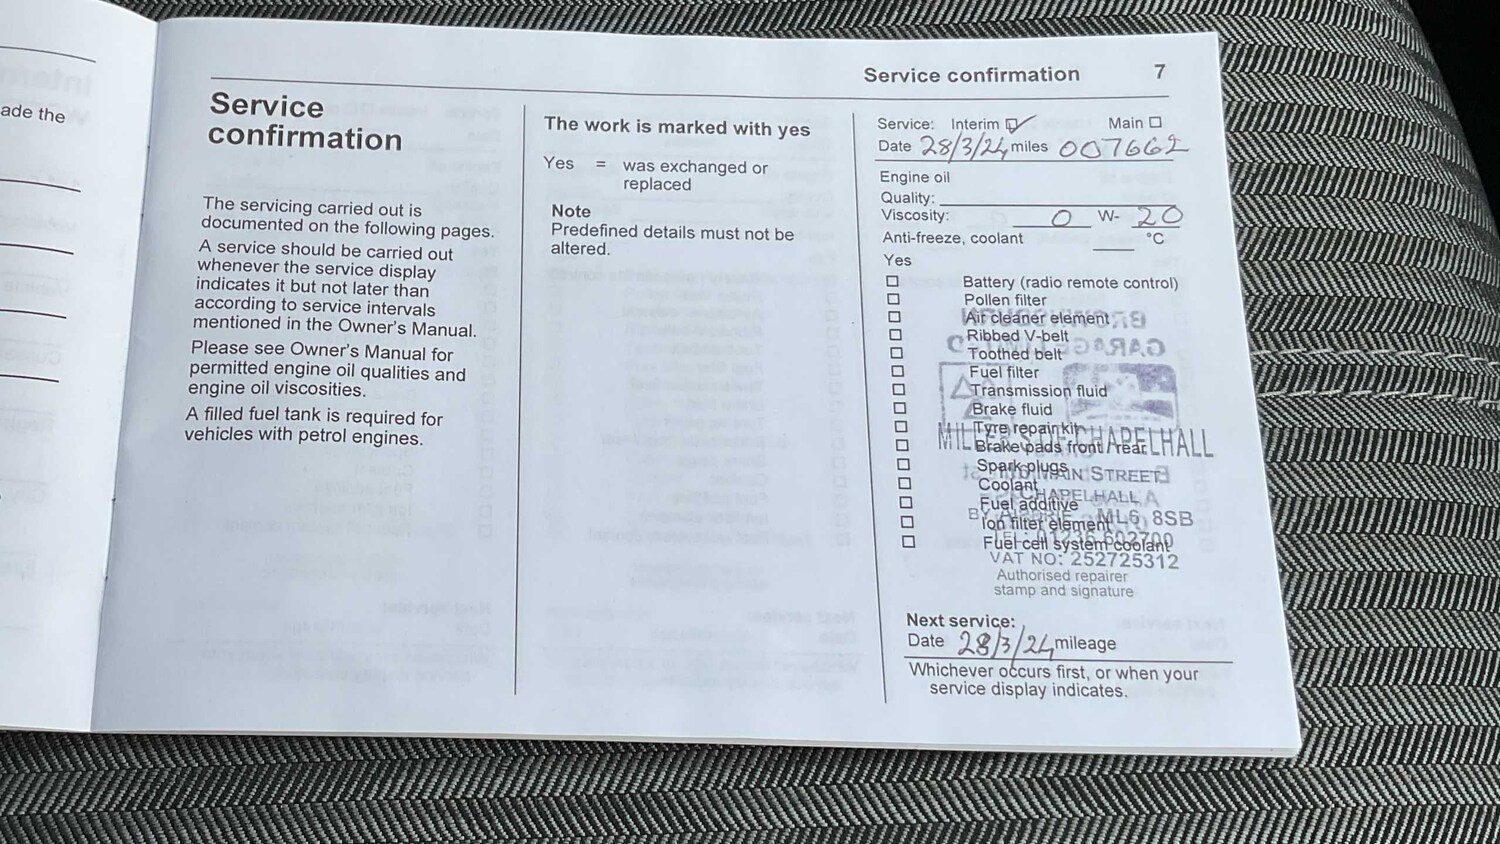 ade the
Service confirmation 7
Service
confirmation
The servicing carried out is
documented on the following pages.
A service should be carried out
whenever the service display
indicates it but not later than
according to service intervals
mentioned in the Owner's Manual.
Please see Owner's Manual for
permitted engine oil qualities and
engine oil viscosities.
A filled fuel tank is required for
vehicles with petrol engines.
The work is marked with yes
Yes = was exchanged or
replaced
Note
Predefined details must not be
altered.
Service: Interim Main
Date 28/3/24 miles 007662
Engine oil
Quality:
Viscosity: 0 W- 20
Anti-freeze, coolant °C
Yes
Battery (radio remote control)
Pollen filter
Air cleaner element
Ribbed V-belt
Toothed belt
Fuel filter
Transmission fluid
Brake fluid
Tyre repair kit
Brake pads front / rear
Spark plugs
Coolant
Fuel additive
Ion filter element
Fuel cell system coolant
CHAPELHALL
MAIN STREET
CHAPELHALL
BY AIRDRIE ML6 8SB
TEL: 01236 602700
VAT NO: 252725312
Authorised repairer
stamp and signature
Next service:
Date 28/3/24 mileage
Whichever occurs first, or when your
service display indicates.